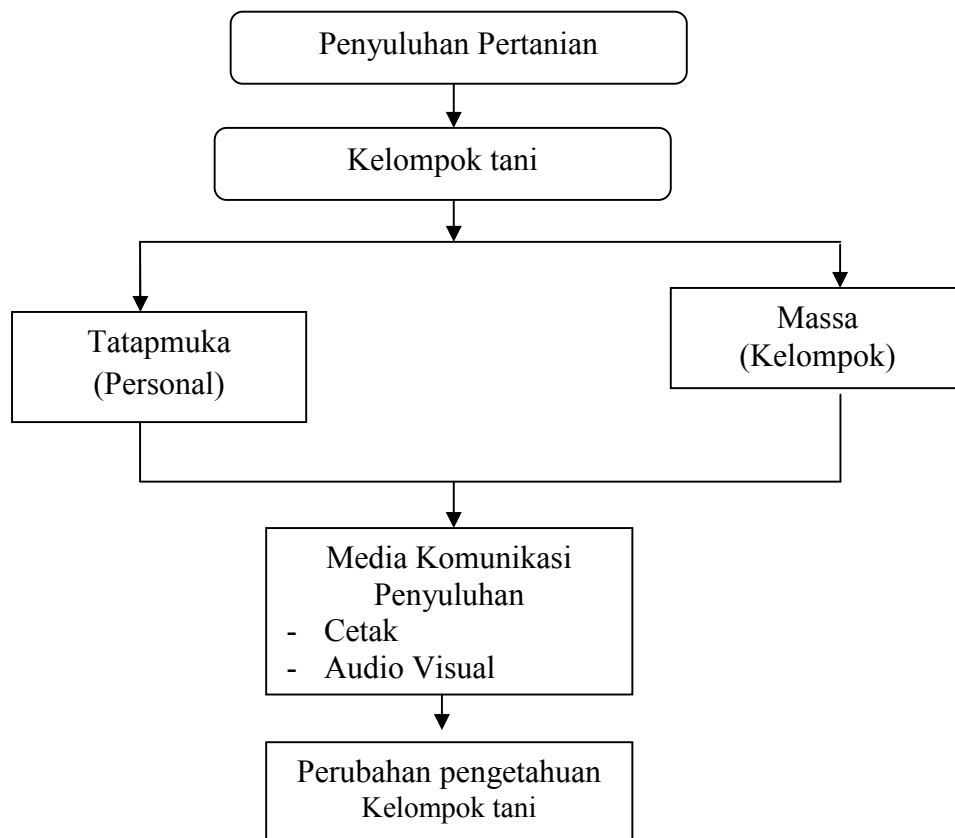 Penyuluhan Pertanian
Kelompok tani
Tatapmuka
(Personal)
Massa
(Kelompok)
Media Komunikasi
Penyuluhan
- Cetak
- Audio Visual
Perubahan pengetahuan
Kelompok tani